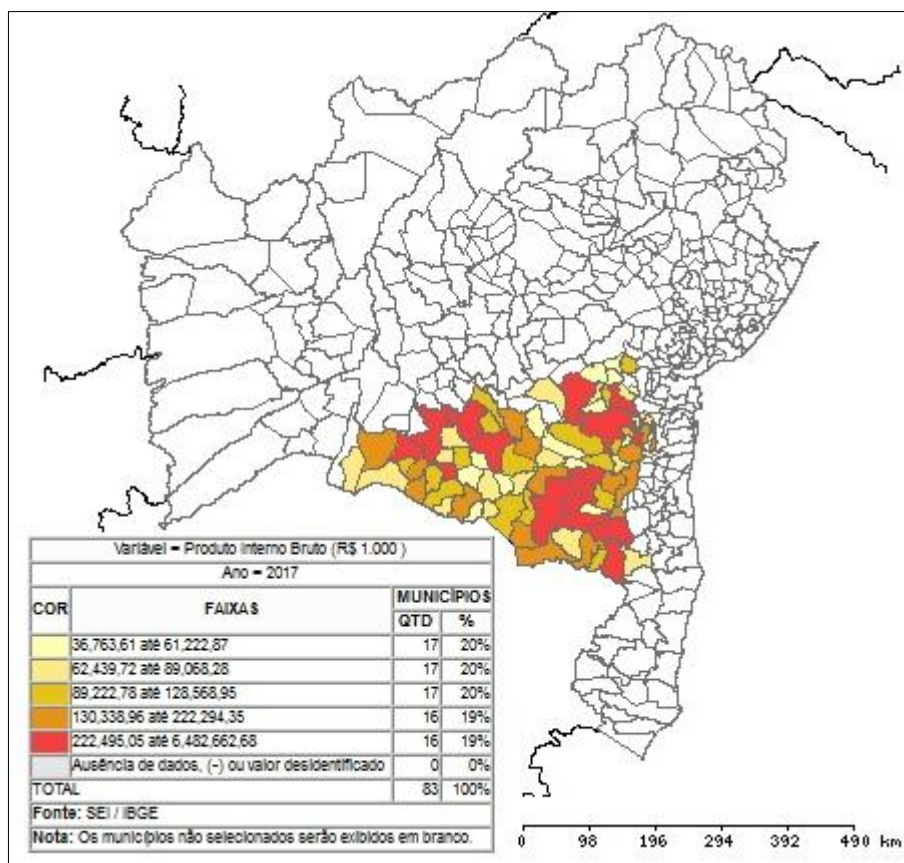 Variável = Produto Interno Bruto (R$ 1.000 )
Ano = 2017
COR FAIXAS MUNICÍPIOS
QTD %
36,763,61 até 61,222,87 17 20%
62,439,72 até 89,068,28 17 20%
89,222,78 até 128,568,95 17 20%
130,338,96 até 222,294,35 16 19%
222,495,05 até 6,482,662,68 16 19%
Ausência de dados, (-) ou valor desidentificado 0 0%
TOTAL 83 100%
Fonte: SEI / IBGE
Nota: Os municípios não selecionados serão exibidos em branco.
0 98 196 294 392 490 km